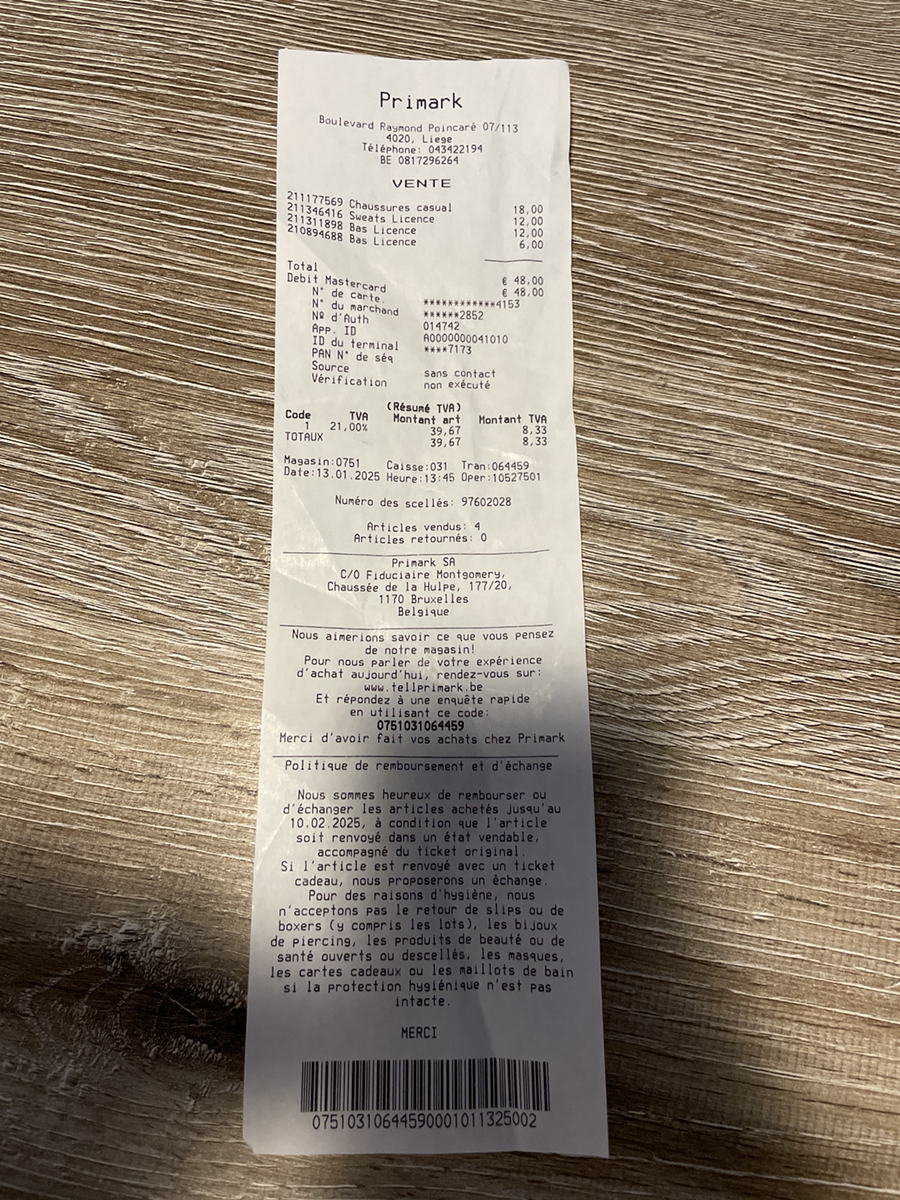 Primark
Boulevard Raymond Poincaré 07/113
4020, Liege
Téléphone: 043422194
BE 0817296264
VENTE
211177569 Chaussures casual 18,00
211346416 Sweats Licence 12,00
211311898 Bas Licence 12,00
210894688 Bas Licence 6,00
Total € 48,00
Debit Mastercard € 48,00
N° de carte. ************4153
N° du marchand ******2852
Nº d'Auth 014742
App. ID A0000000041010
ID du terminal ****7173
PAN N° de séq
Source sans contact
Vérification non exécuté
(Résumé TVA)
Code TVA Montant art Montant TVA
1 21,00% 39,67 8,33
TOTAUX 39,67 8,33
Magasin:0751 Caisse:031 Tran:064459
Date:13.01.2025 Heure:13:45 Oper:10527501
Numéro des scellés: 97602028
Articles vendus: 4
Articles retournés: 0
Primark SA
C/O Fiduciaire Montgomery,
Chaussée de la Hulpe, 177/20,
1170 Bruxelles
Belgique
Nous aimerions savoir ce que vous pensez
de notre magasin!
Pour nous parler de votre expérience
d'achat aujourd'hui, rendez-vous sur:
www.tellprimark.be
Et répondez à une enquête rapide
en utilisant ce code:
0751031064459
Merci d'avoir fait vos achats chez Primark
Politique de remboursement et d'échange
Nous sommes heureux de rembourser ou
d'échanger les articles achetés jusqu'au
10.02.2025, à condition que l'article
soit renvoyé dans un état vendable,
accompagné du ticket original.
Si l'article est renvoyé avec un ticket
cadeau, nous proposerons un échange.
Pour des raisons d'hygiène, nous
n'acceptons pas le retour de slips ou de
boxers (y compris les lots), les bijoux
de piercing, les produits de beauté ou de
santé ouverts ou descellés, les masques,
les cartes cadeaux ou les maillots de bain
si la protection hygiénique n'est pas
intacte.
MERCI
075103106445900010113250​02